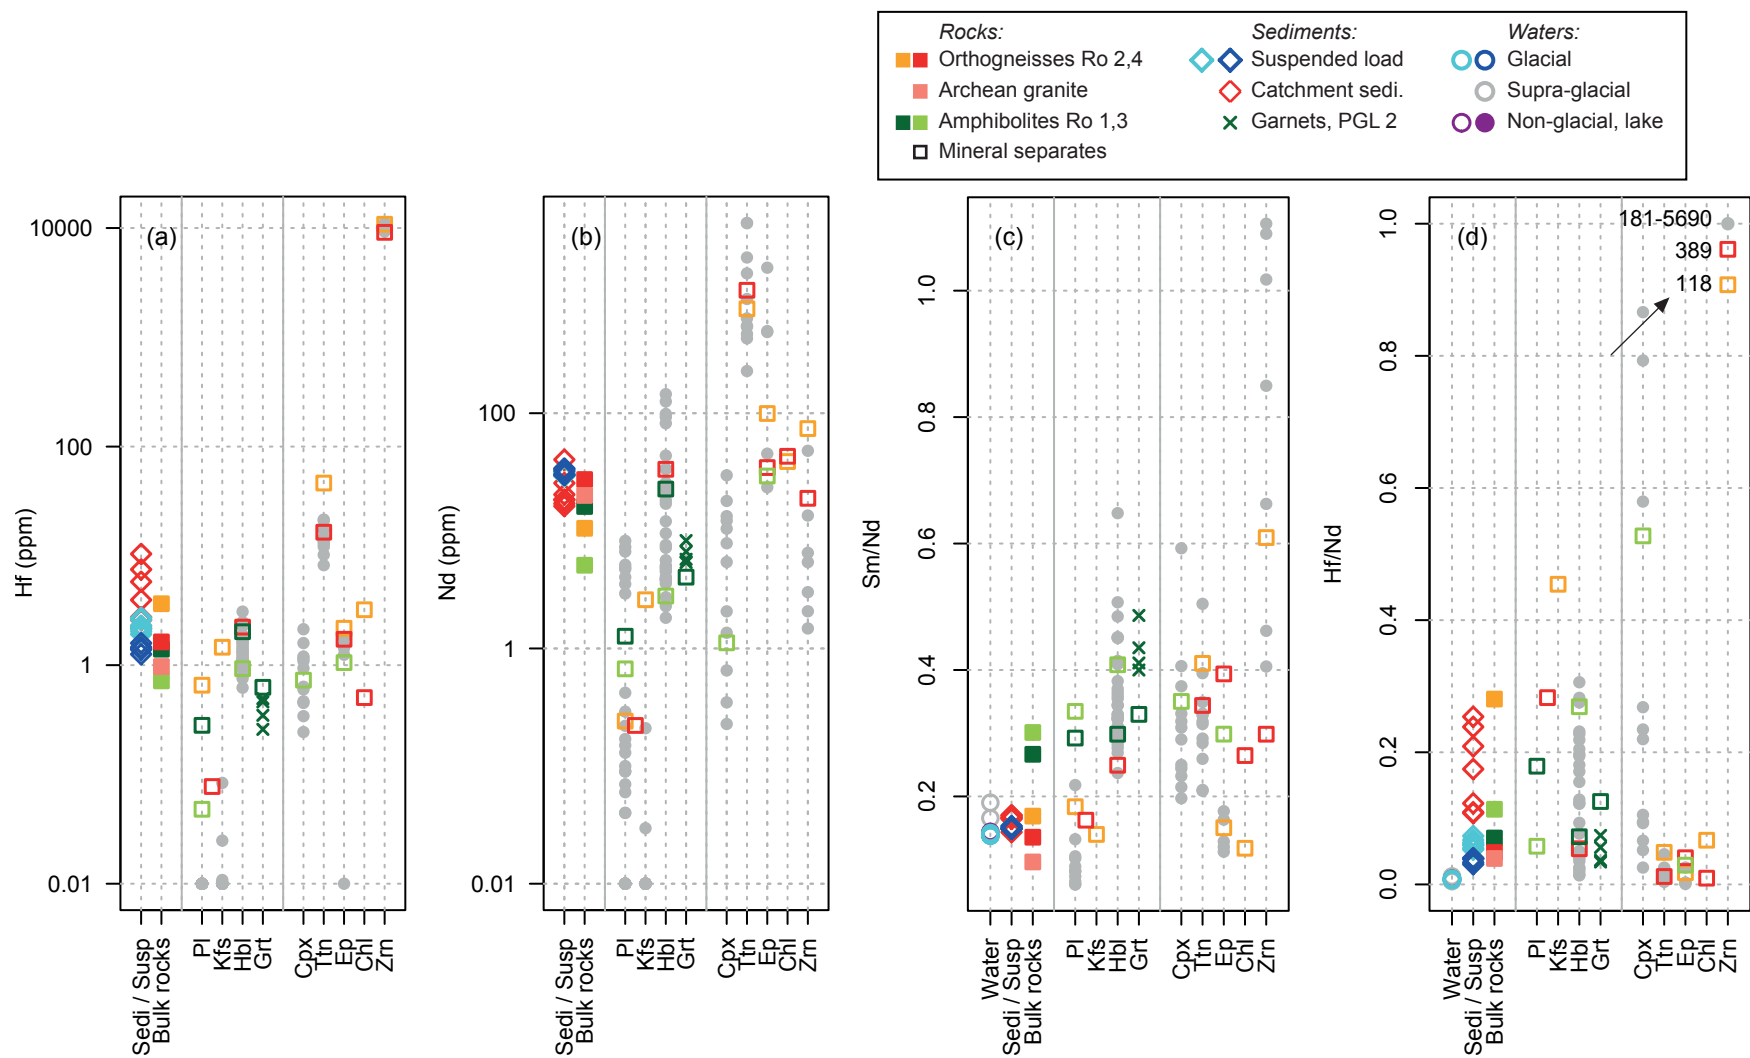 Rocks: Sediments: Waters:
Orthogneisses Ro 2,4 Suspended load Glacial
Archean granite Catchment sedi. Supra-glacial
Amphibolites Ro 1,3 Garnets, PGL 2 Non-glacial, lake
Mineral separates
(a)
Hf (ppm)
10000
100
1
0.01
Sedi / Susp
Bulk rocks
Pl
Kfs
Hbl
Grt
Cpx
Ttn
Ep
Chl
Zrn
(b)
Nd (ppm)
100
1
0.01
Sedi / Susp
Bulk rocks
Pl
Kfs
Hbl
Grt
Cpx
Ttn
Ep
Chl
Zrn
(c)
Sm/Nd
1.0
0.8
0.6
0.4
0.2
Water
Sedi / Susp
Bulk rocks
Pl
Kfs
Hbl
Grt
Cpx
Ttn
Ep
Chl
Zrn
(d)
Hf/Nd
1.0
0.8
0.6
0.4
0.2
0.0
181-5690
389
118
Water
Sedi / Susp
Bulk rocks
Pl
Kfs
Hbl
Grt
Cpx
Ttn
Ep
Chl
Zrn